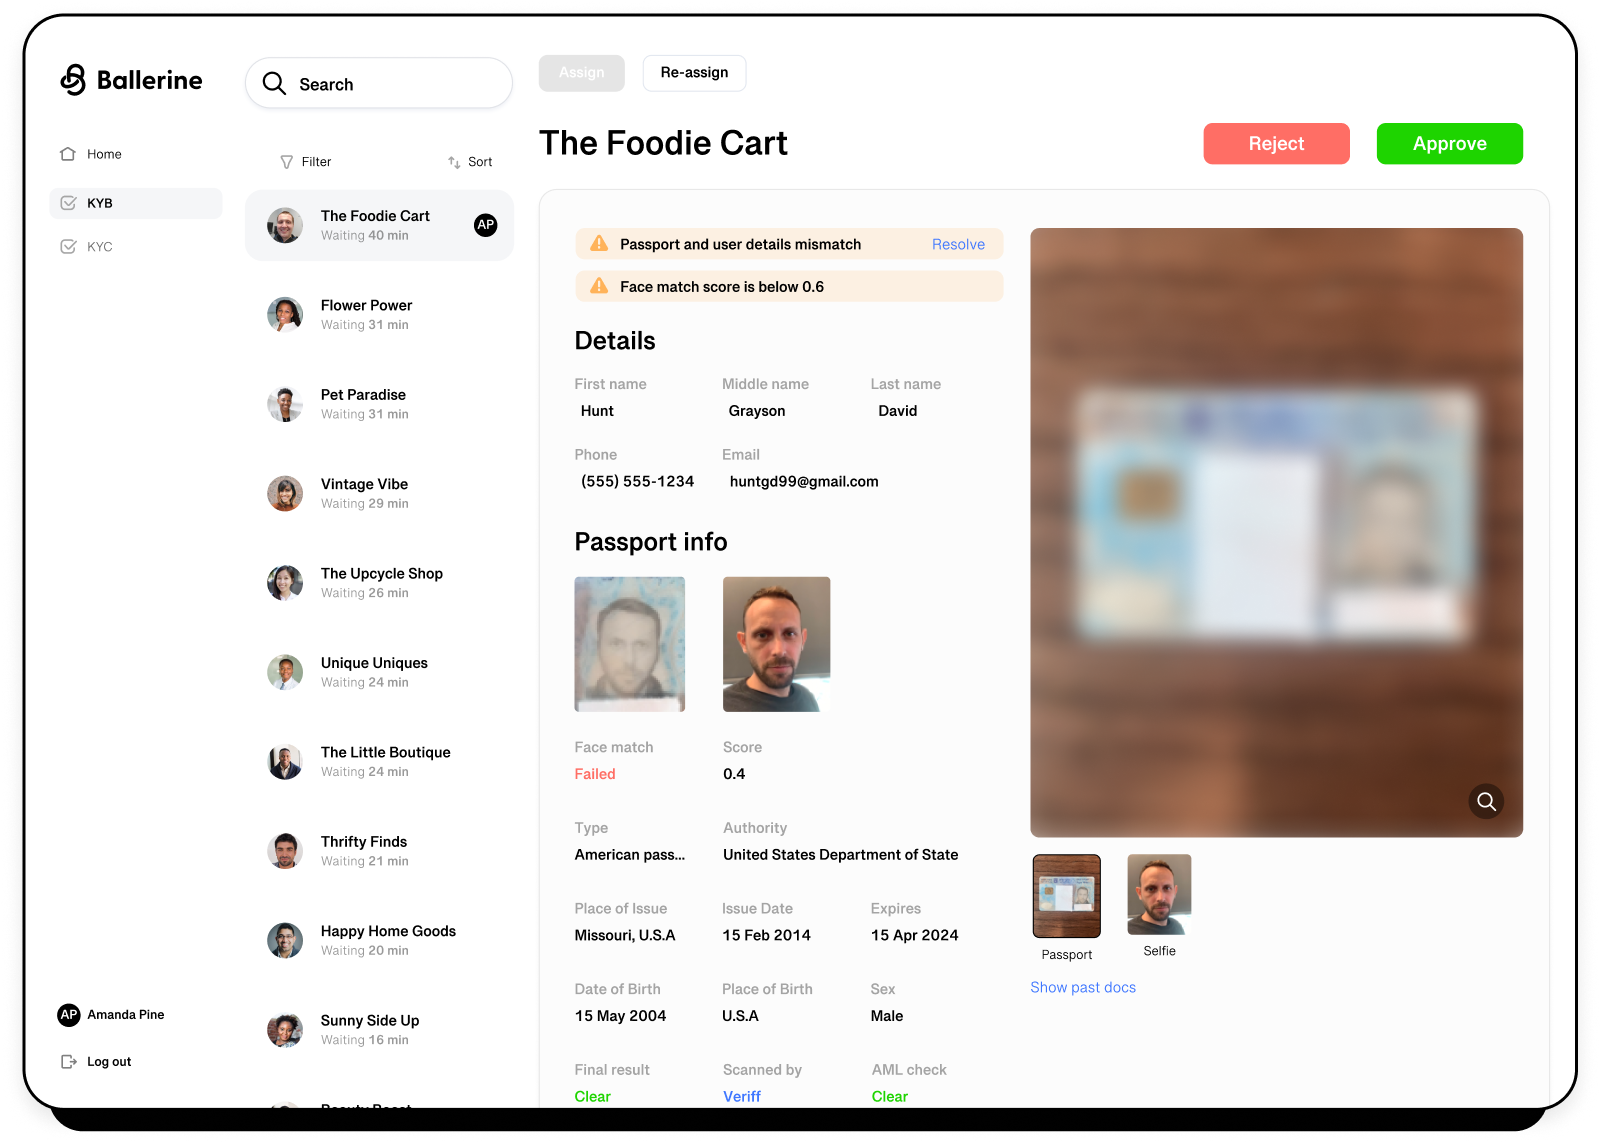 Ballerine
Home
KYB
KYC
AP Amanda Pine
Log out
Search
Filter
Sort
The Foodie Cart
Waiting 40 min
AP
Flower Power
Waiting 31 min
Pet Paradise
Waiting 31 min
Vintage Vibe
Waiting 29 min
The Upcycle Shop
Waiting 26 min
Unique Uniques
Waiting 24 min
The Little Boutique
Waiting 24 min
Thrifty Finds
Waiting 21 min
Happy Home Goods
Waiting 20 min
Sunny Side Up
Waiting 16 min
Assign Re-assign
The Foodie Cart
Reject Approve
Passport and user details mismatch Resolve
Face match score is below 0.6
Details
First name Middle name Last name
Hunt Grayson David
Phone Email
(555) 555-1234 huntgd99@gmail.com
Passport info
Face match Score
Failed 0.4
Type Authority
American pass... United States Department of State
Place of Issue Issue Date Expires
Missouri, U.S.A 15 Feb 2014 15 Apr 2024
Date of Birth Place of Birth Sex
15 May 2004 U.S.A Male
Final result Scanned by AML check
Clear Veriff Clear
Passport Selfie
Show past docs